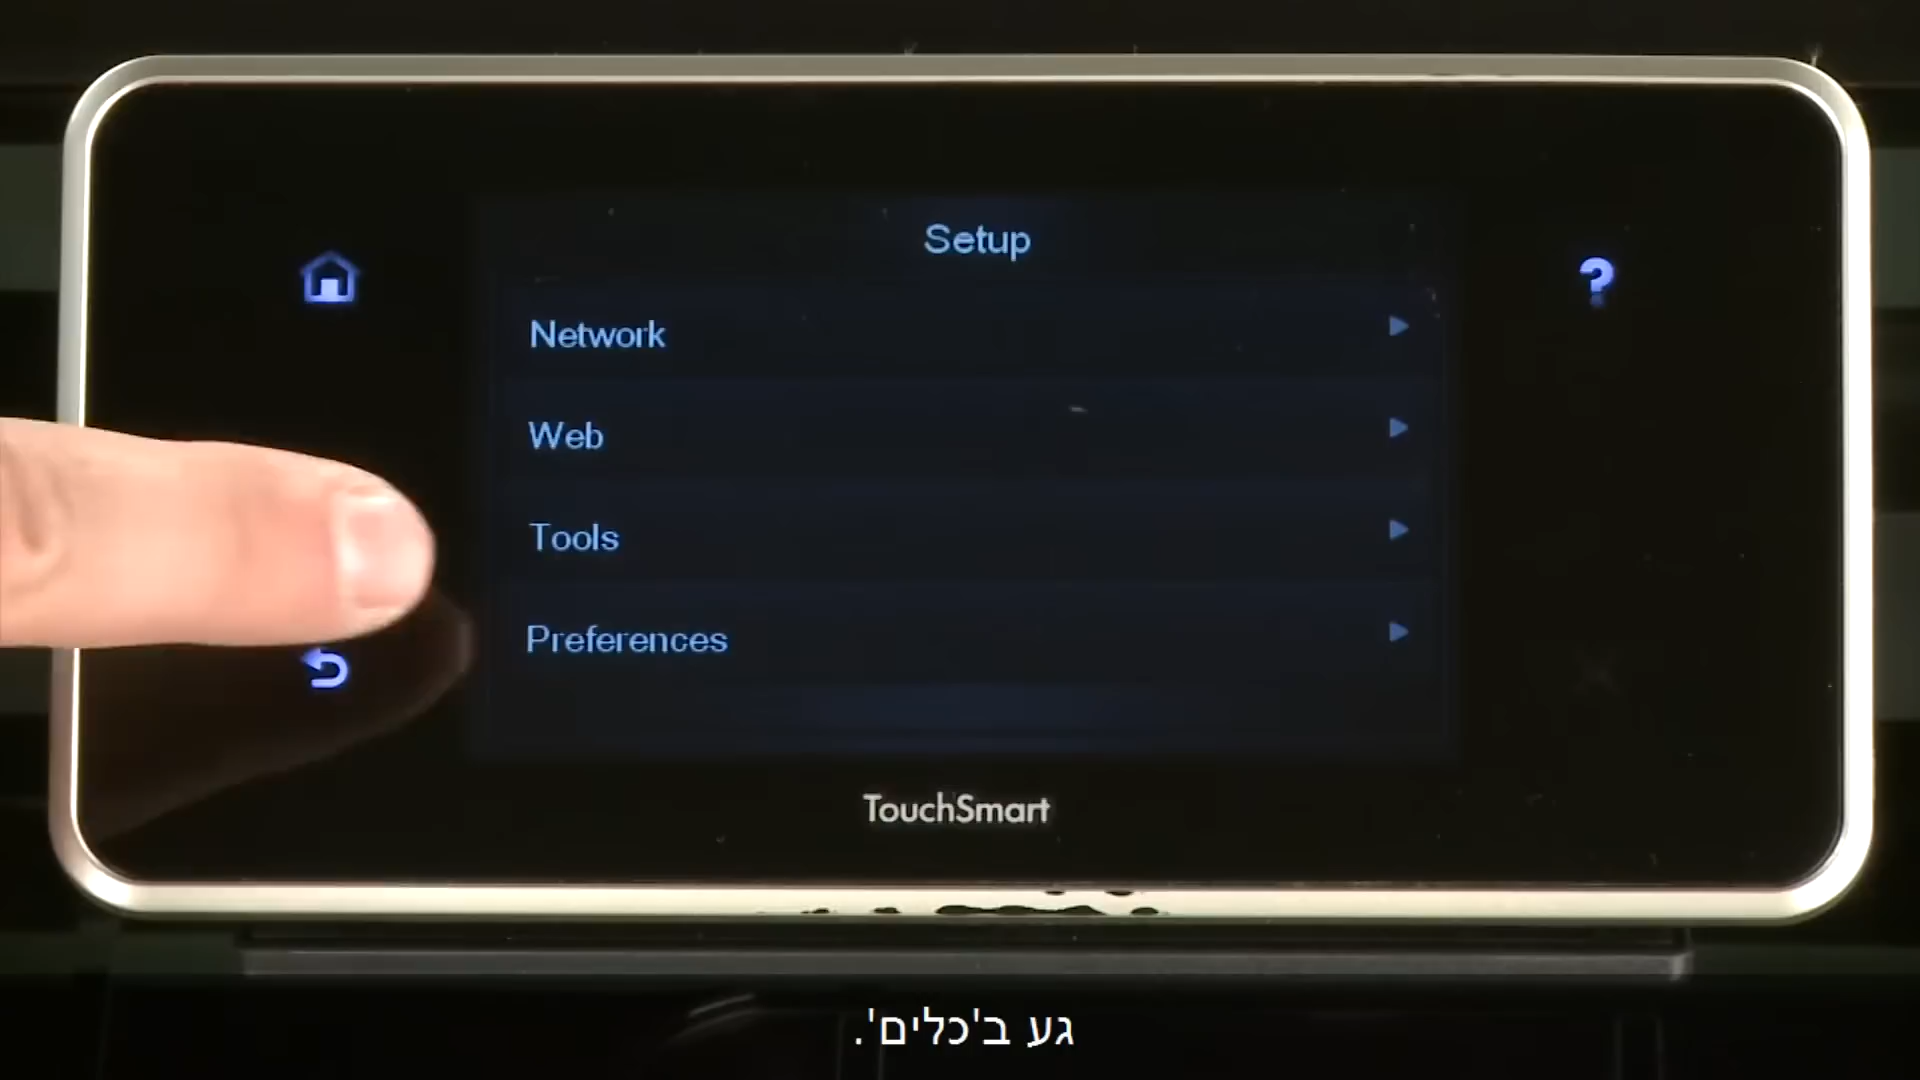 Setup
Network
Web
Tools
Preferences
TouchSmart
גע ב'כלים'.